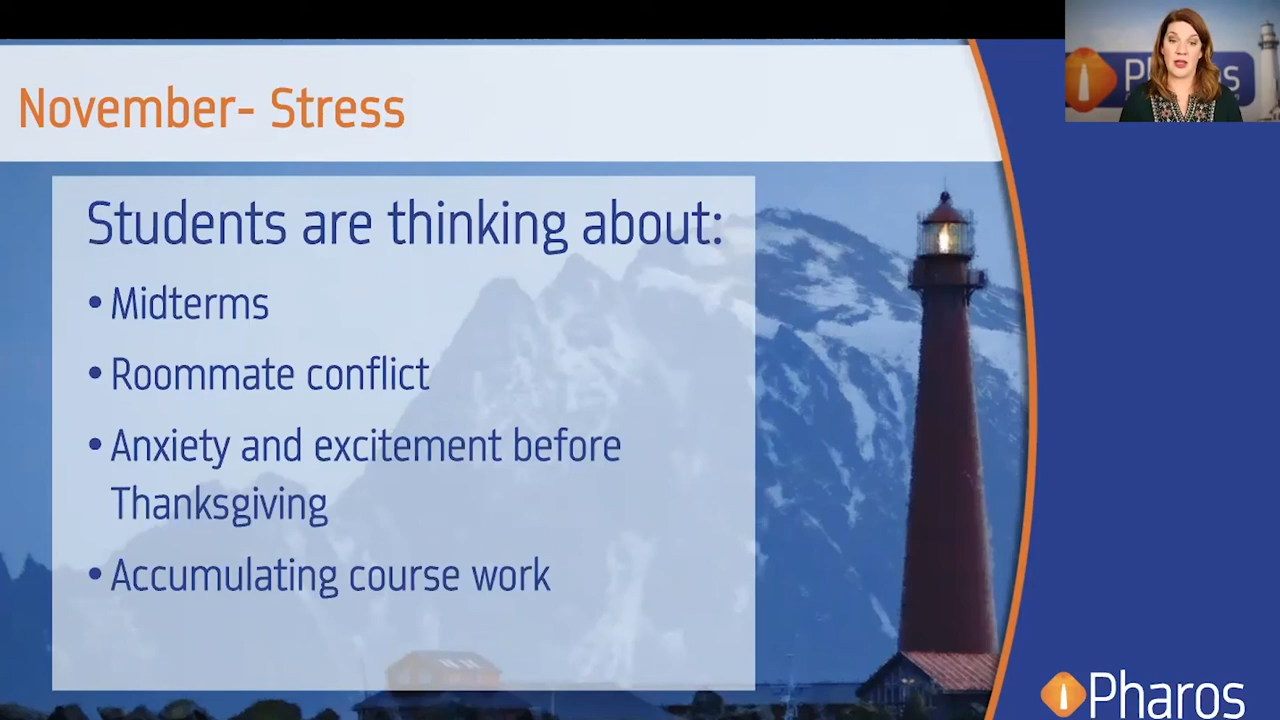 November- Stress
Students are thinking about:
• Midterms
• Roommate conflict
• Anxiety and excitement before
Thanksgiving
• Accumulating course work
Pharos